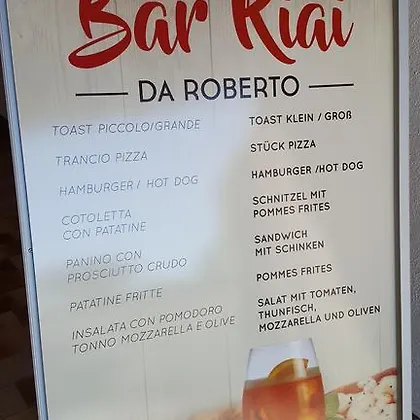 Bar Kiai
DA ROBERTO
TOAST PICCOLO/GRANDE
TRANCIO PIZZA
HAMBURGER / HOT DOG
COTOLETTA
CON PATATINE
PANINO CON
PROSCIUTTO CRUDO
PATATINE FRITTE
INSALATA CON POMODORO
TONNO MOZZARELLA E OLIVE
TOAST KLEIN / GROß
STÜCK PIZZA
HAMBURGER /HOT DOG
SCHNITZEL MIT
POMMES FRITES
SANDWICH
MIT SCHINKEN
POMMES FRITES
SALAT MIT TOMATEN,
THUNFISCH,
MOZZARELLA UND OLIVEN